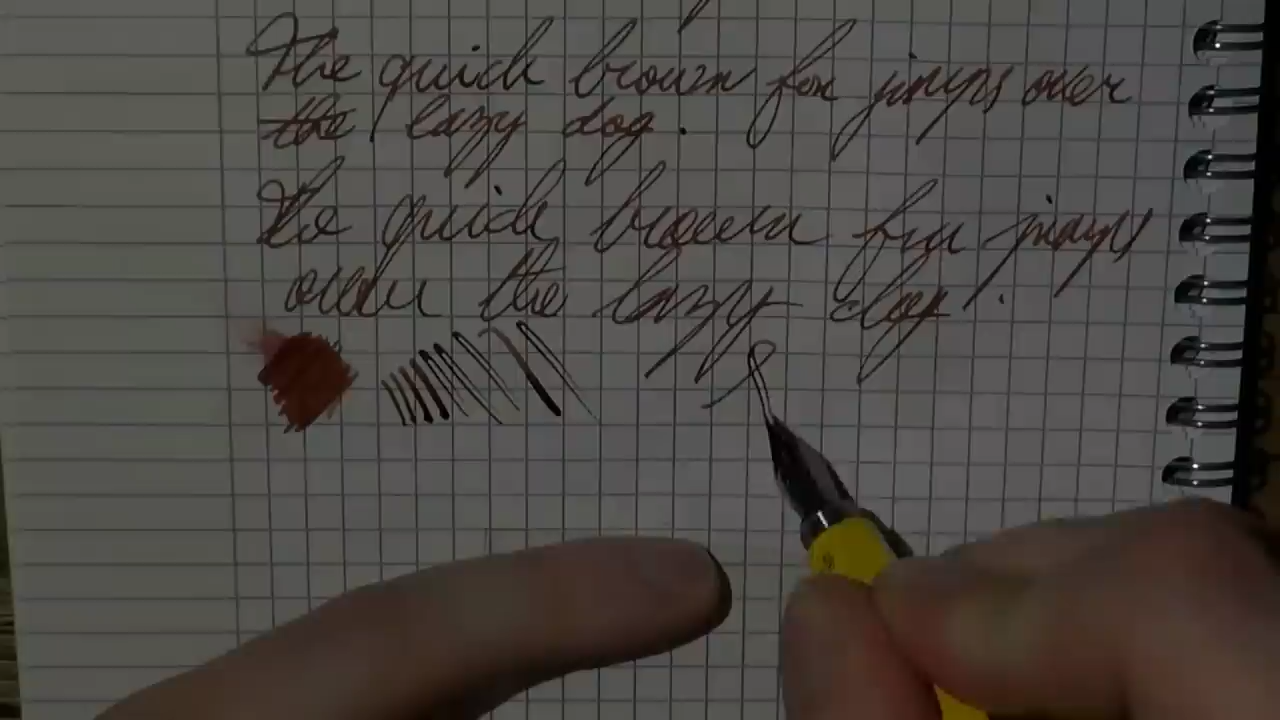 The quick brown fox jumps over
the lazy dog.
The quick brown fox jumps
over the lazy dog.